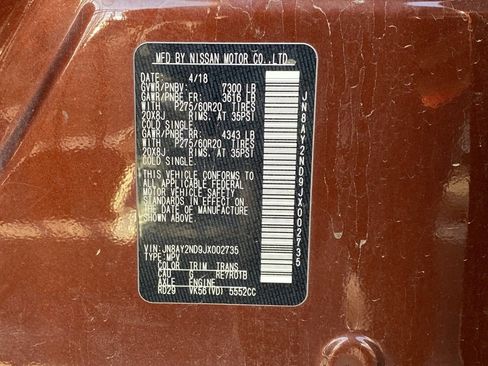 MFD BY NISSAN MOTOR CO.,LTD.
DATE 4/18
GVWR/PNBV 7300 LB
GAWR/PNBE FR: 3616 LB
WITH P275/60R20 TIRES
20X8J RIMS, AT 35PSI
COLD SINGLE
GAWR/PNBE RR: 4343 LB
WITH P275/60R20 TIRES
20X8J RIMS, AT 35PSI
COLD SINGLE
THIS VEHICLE CONFORMS TO
ALL APPLICABLE FEDERAL
MOTOR VEHICLE SAFETY
STANDARDS IN EFFECT ON
THE DATE OF MANUFACTURE
SHOWN ABOVE.
VIN: JN8AY2ND9JX002735
TYPE: MPV
COLOR TRIM TRANS
CAU G RE7R01B
AXLE ENGINE
RD29 VK56(VD) 5552CC
JN8AY2ND9JX002735